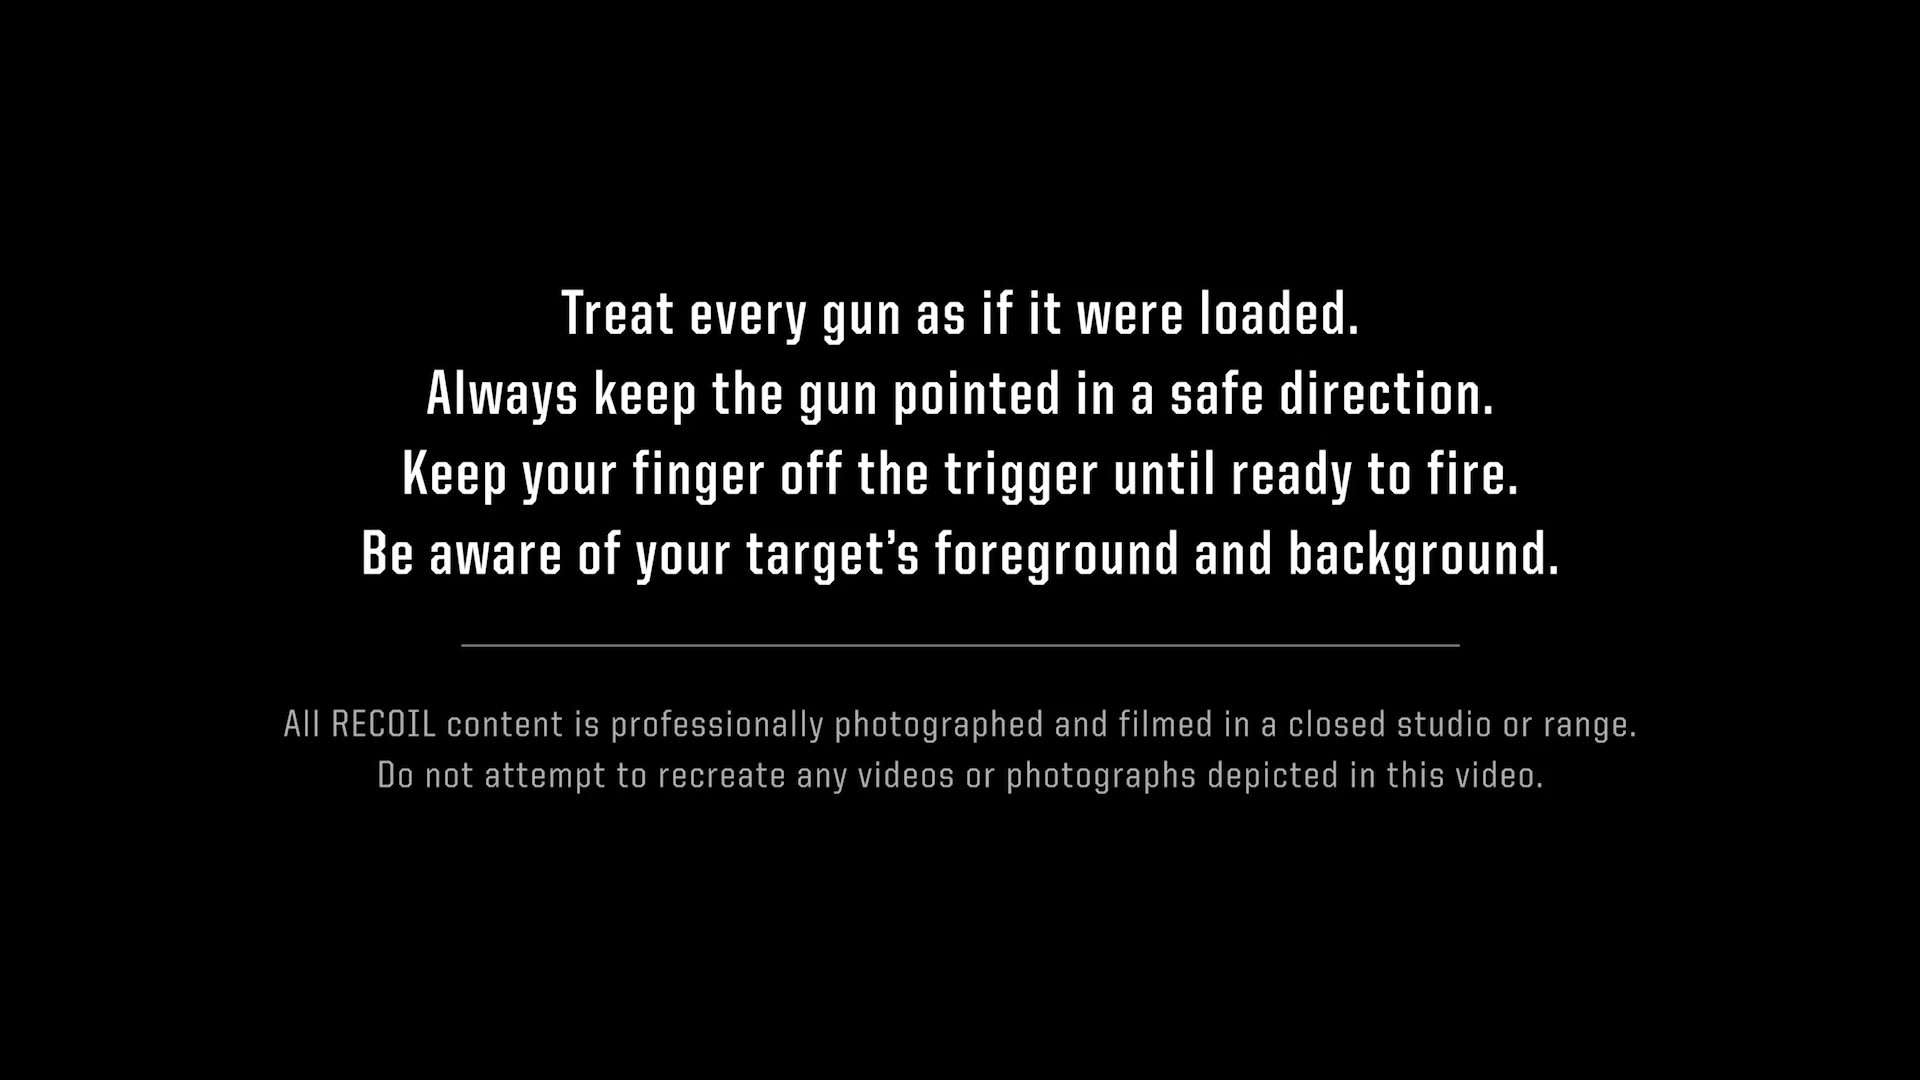 Treat every gun as if it were loaded.
Always keep the gun pointed in a safe direction.
Keep your finger off the trigger until ready to fire.
Be aware of your target’s foreground and background.
All RECOIL content is professionally photographed and filmed in a closed studio or range.
Do not attempt to recreate any videos or photographs depicted in this video.